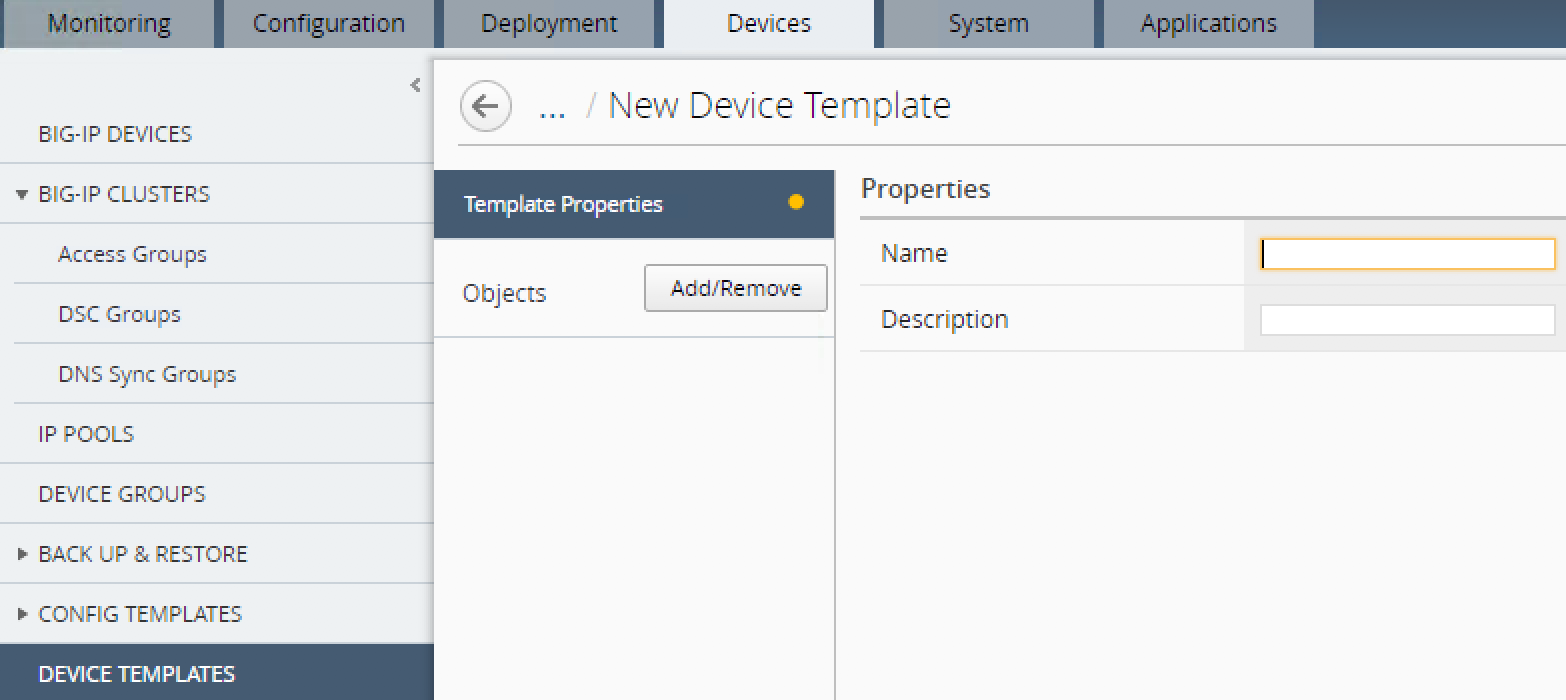 Monitoring Configuration Deployment Devices System Applications
... / New Device Template
BIG-IP DEVICES
BIG-IP CLUSTERS
Access Groups
DSC Groups
DNS Sync Groups
IP POOLS
DEVICE GROUPS
BACK UP & RESTORE
CONFIG TEMPLATES
DEVICE TEMPLATES
Template Properties
Objects Add/Remove
Properties
Name
Description